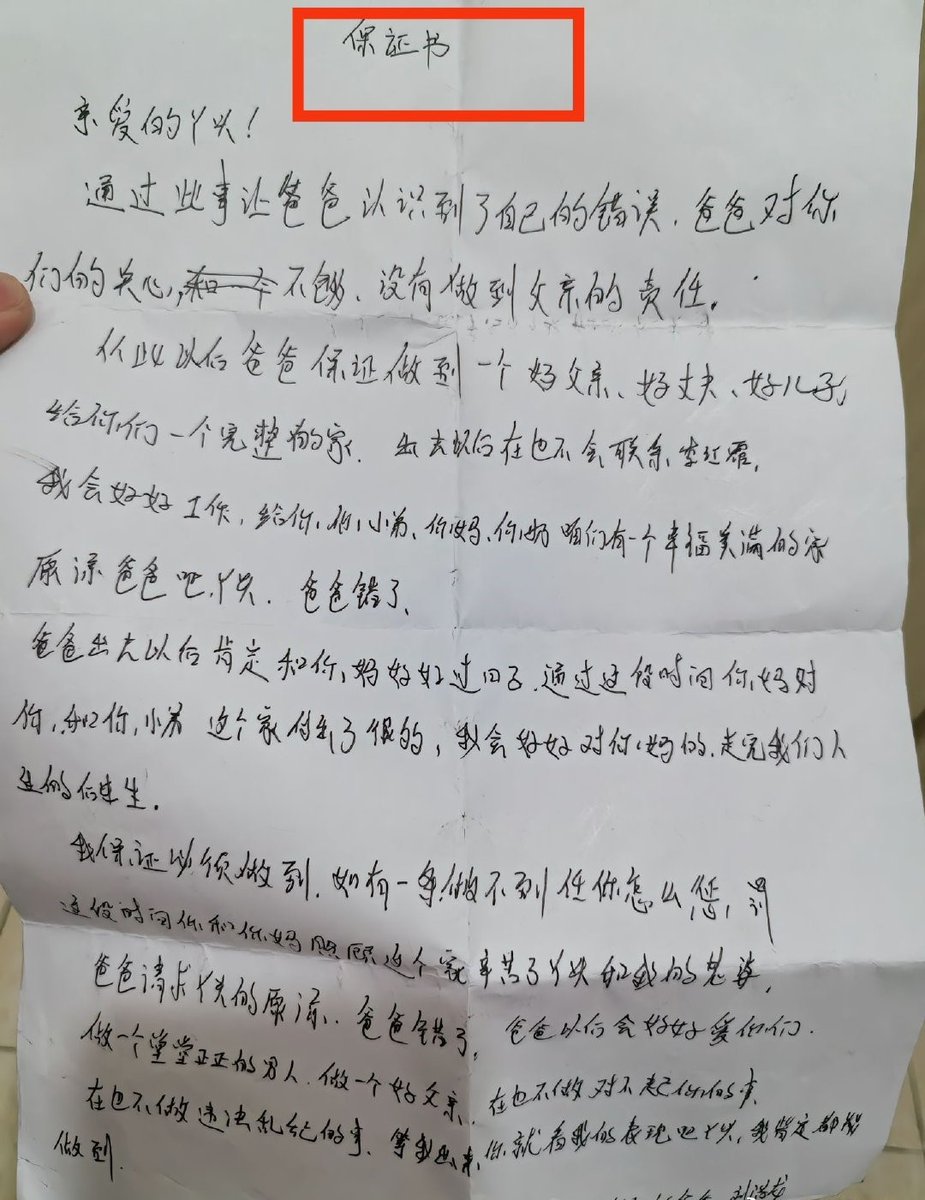 保证书
亲爱的丫头！
通过此事让爸爸认识到了自己的错误，爸爸对你
们的关心，不够、没有做到父亲的责任。
从此以后爸爸保证做到一个好父亲、好丈夫、好儿子，
给你们一个完整的家。出去以后在也不会联系李红霞，
我会好好工作，给你，你小弟、你妈、你奶咱们有一个幸福美满的家
原谅爸爸吧丫头．爸爸错了、
爸爸出去以后肯定和你妈好好过日子．通过这段时间你妈对
你，和你小弟 这个家付出了很多，我会好好对你妈的．走完我们人
生的后半生．
我保证必须做到．如有一条做不到任你怎么惩罚
这段时间你和你妈照顾这个家辛苦了丫头和我的老婆，
爸爸请求丫头的原谅．爸爸错了，爸爸以后会好好爱你们．
做一个堂堂正正的男人．做一个好父亲、在也不做对不起你们的事．
在也不做违法乱纪的事．等我出来，你就看我的表现吧丫头，我肯定都能
做到．